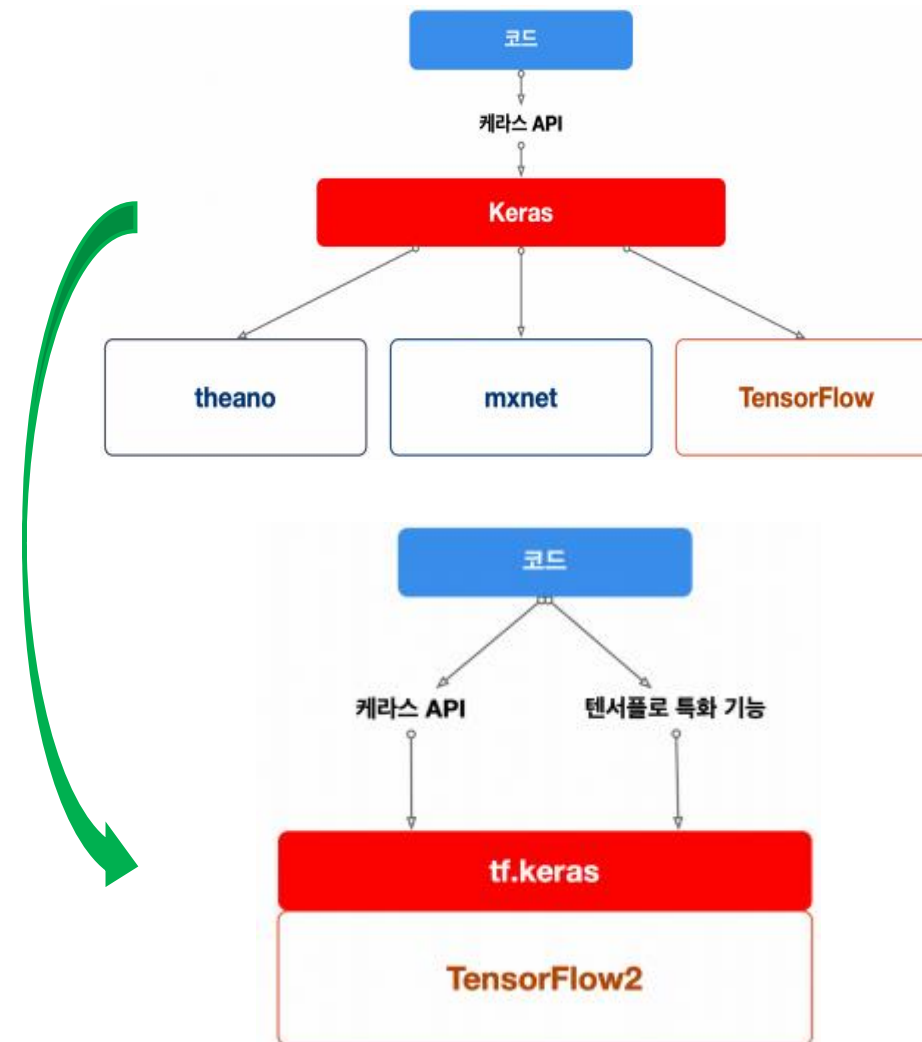 코드
케라스 API
Keras
theano mxnet TensorFlow
코드
케라스 API 텐서플로 특화 기능
tf.keras
TensorFlow2